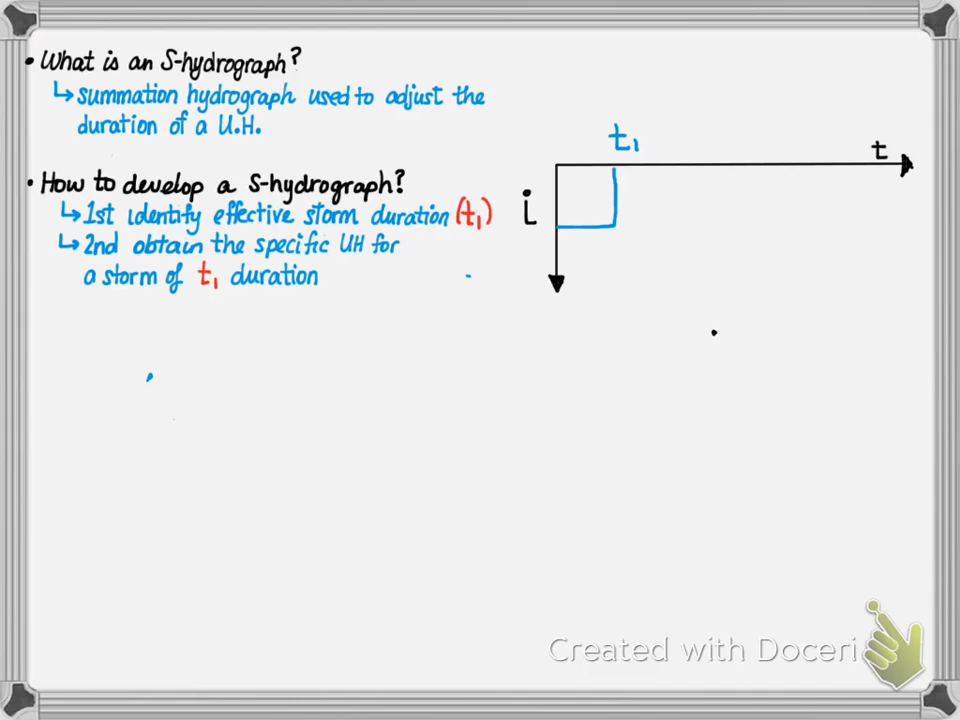 • What is an S-hydrograph?
↳ summation hydrograph used to adjust the
duration of a U.H.
• How to develop a S-hydrograph?
↳ 1st identify effective storm duration (t₁)
↳ 2nd obtain the specific UH for
a storm of t₁ duration
t₁
t
i
Created with Doceri